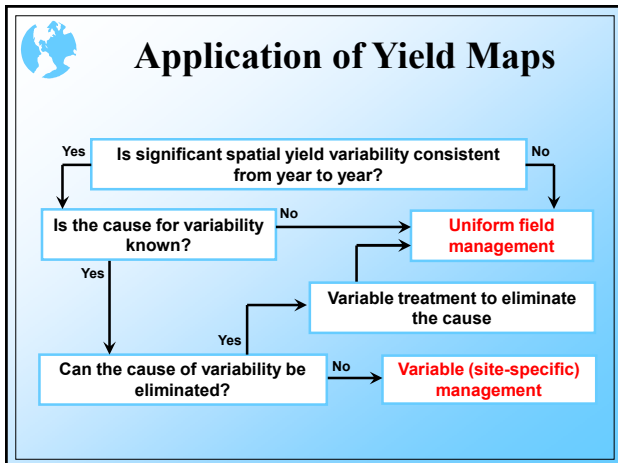 Application of Yield Maps
Yes
Is significant spatial yield variability consistent
from year to year?
No
Is the cause for variability
known?
No
Uniform field
management
Yes
Variable treatment to eliminate
the cause
Yes
Can the cause of variability be
eliminated?
No
Variable (site-specific)
management